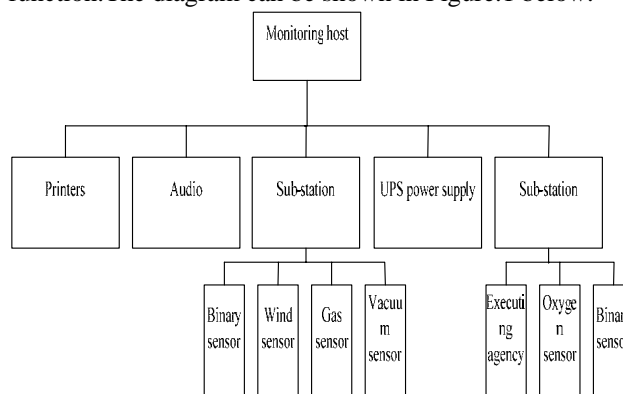 function.The diagram can be shown in Figure.1 below.
Monitoring host
Printers
Audio
Sub-station
UPS power supply
Sub-station
Binary
sensor
Wind
sensor
Gas
sensor
Vacuu
m
sensor
Executi
ng
agency
Oxyge
n
sensor
Binar
senso